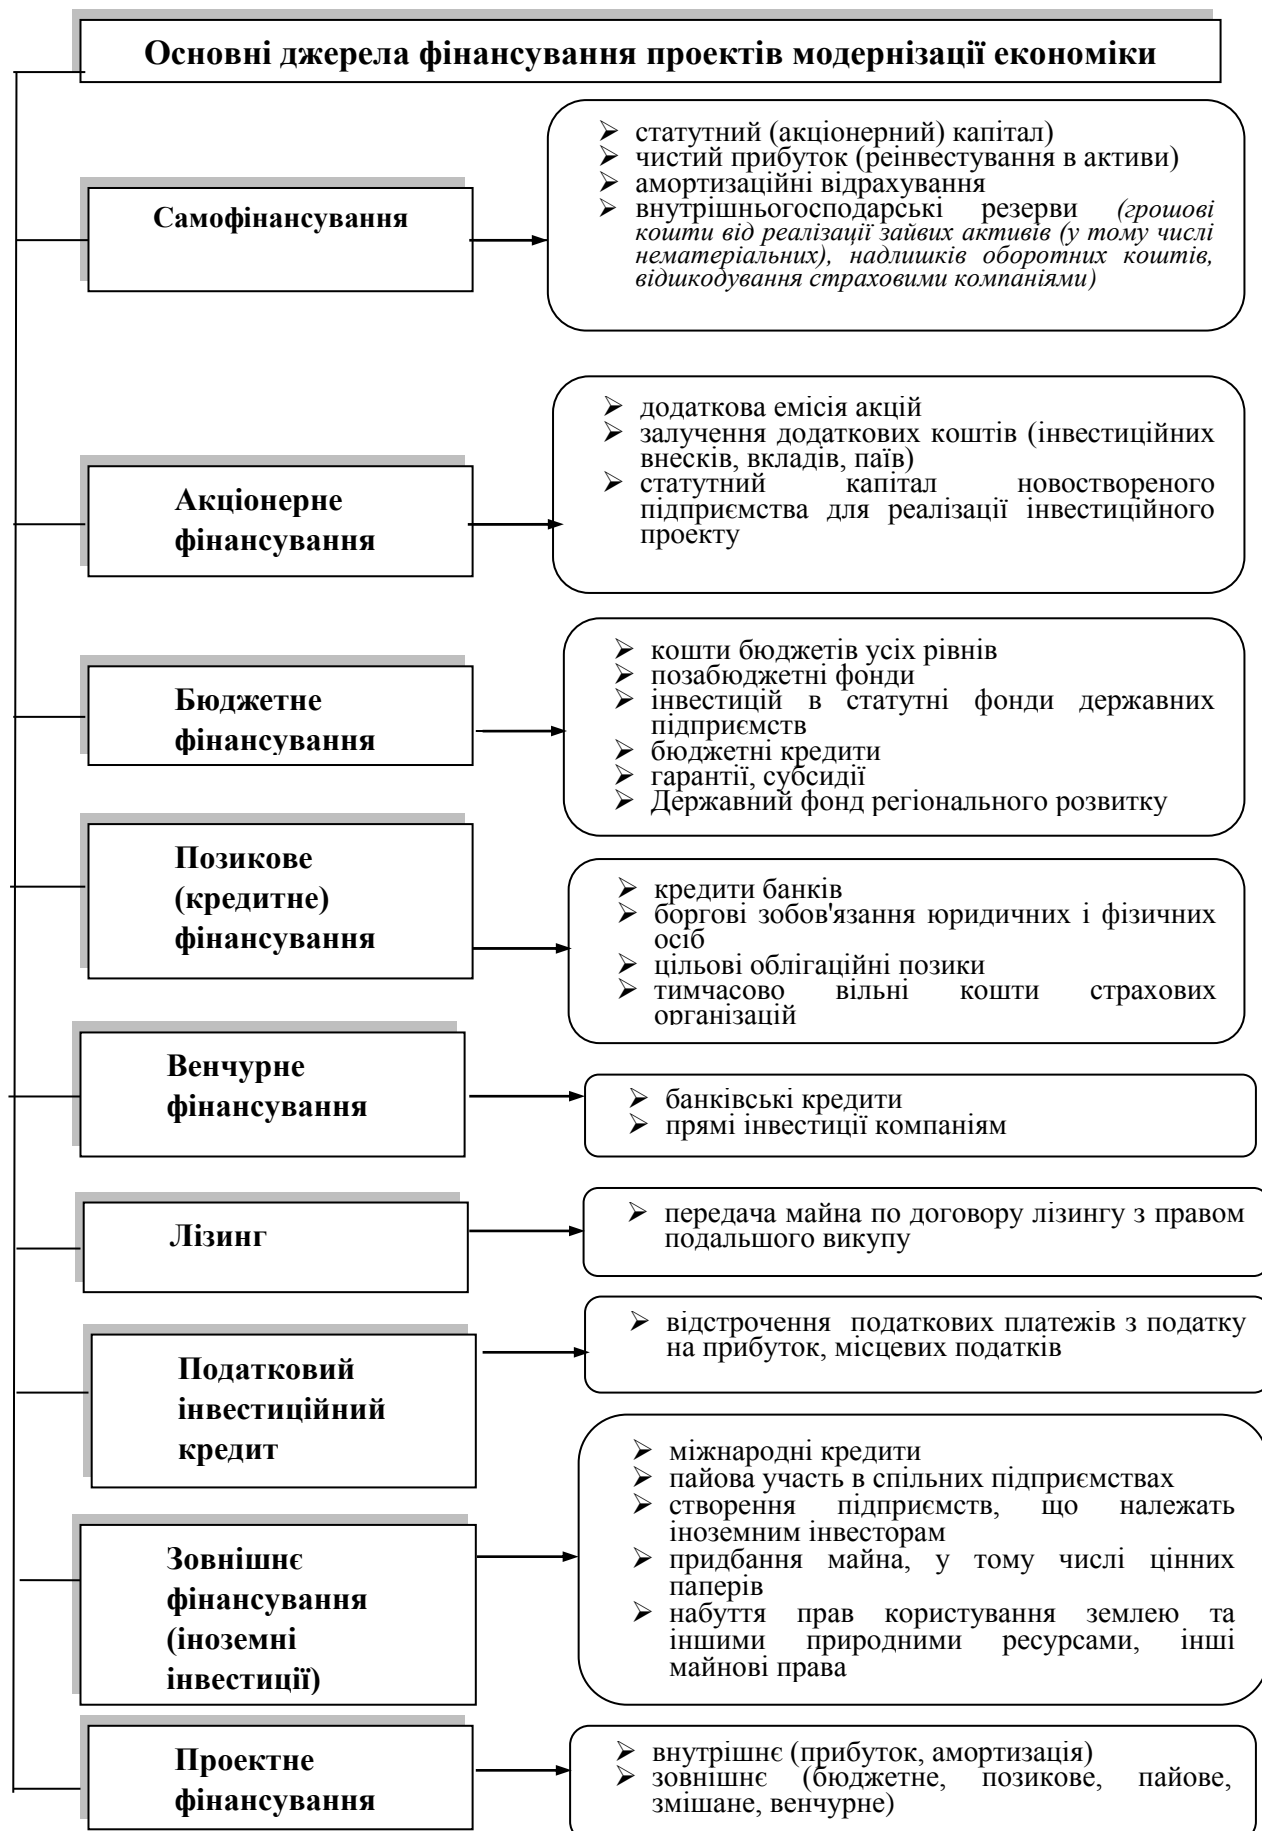 Основні джерела фінансування проектів модернізації економіки
Самофінансування
➢ статутний (акціонерний) капітал)
➢ чистий прибуток (реінвестування в активи)
➢ амортизаційні відрахування
➢ внутрішньогосподарські резерви (грошові
кошти від реалізації зайвих активів (у тому числі
нематеріальних), надлишків оборотних коштів,
відшкодування страховими компаніями)
Акціонерне
фінансування
➢ додаткова емісія акцій
➢ залучення додаткових коштів (інвестиційних
внесків, вкладів, паїв)
➢ статутний капітал новоствореного
підприємства для реалізації інвестиційного
проекту
Бюджетне
фінансування
➢ кошти бюджетів усіх рівнів
➢ позабюджетні фонди
➢ інвестицій в статутні фонди державних
підприємств
➢ бюджетні кредити
➢ гарантії, субсидії
➢ Державний фонд регіонального розвитку
Позикове
(кредитне)
фінансування
➢ кредити банків
➢ боргові зобов'язання юридичних і фізичних
осіб
➢ цільові облігаційні позики
➢ тимчасово вільні кошти страхових
організацій
Венчурне
фінансування
➢ банківські кредити
➢ прямі інвестиції компаніям
Лізинг
➢ передача майна по договору лізингу з правом
подальшого викупу
Податковий
інвестиційний
кредит
➢ відстрочення податкових платежів з податку
на прибуток, місцевих податків
Зовнішнє
фінансування
(іноземні
інвестиції)
➢ міжнародні кредити
➢ пайова участь в спільних підприємствах
➢ створення підприємств, що належать
іноземним інвесторам
➢ придбання майна, у тому числі цінних
паперів
➢ набуття прав користування землею та
іншими природними ресурсами, інші
майнові права
Проектне
фінансування
➢ внутрішнє (прибуток, амортизація)
➢ зовнішнє (бюджетне, позикове, пайове,
змішане, венчурне)